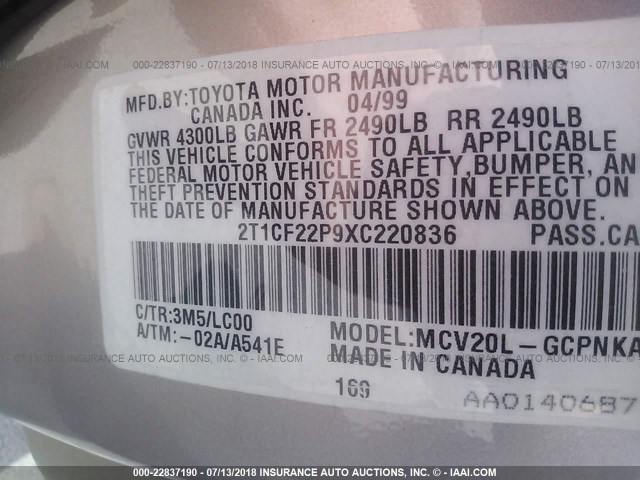 000-22837190 - 07/13/2018 INSURANCE AUTO AUCTIONS, INC. - IAAI.COM
MFD.BY:TOYOTA MOTOR MANUFACTURING
CANADA INC. 04/99
GVWR 4300LB GAWR FR 2490LB RR 2490LB
THIS VEHICLE CONFORMS TO ALL APPLICABLE
FEDERAL MOTOR VEHICLE SAFETY,BUMPER, AN
THEFT PREVENTION STANDARDS IN EFFECT ON
THE DATE OF MANUFACTURE SHOWN ABOVE.
2T1CF22P9XC220836 PASS.CA
C/TR:3M5/LC00
A/TM:-02A/A541E
MODEL:MCV20L-GCPNKA
MADE IN CANADA
169
AA0140687
000-22837190 - 07/13/2018 INSURANCE AUTO AUCTIONS, INC. - IAAI.COM